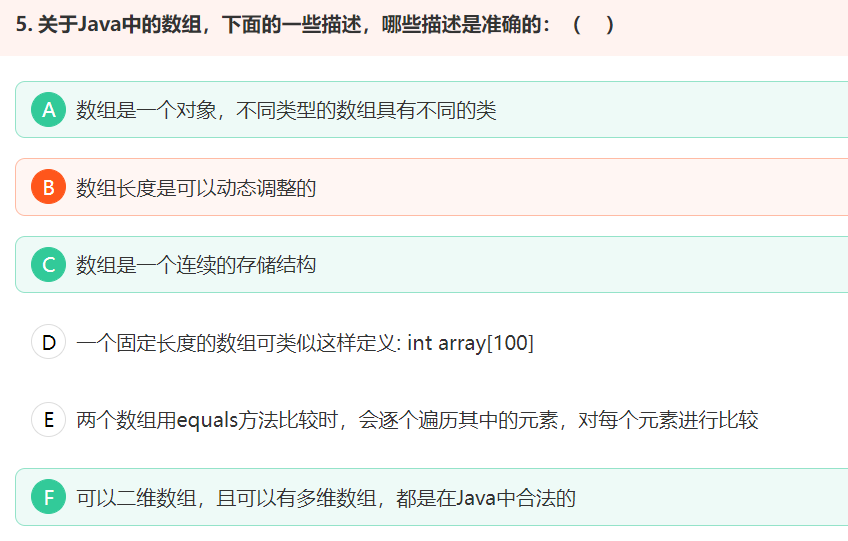 5. 关于Java中的数组，下面的一些描述，哪些描述是准确的：（ ）
A 数组是一个对象，不同类型的数组具有不同的类
B 数组长度是可以动态调整的
C 数组是一个连续的存储结构
D 一个固定长度的数组可类似这样定义: int array[100]
E 两个数组用equals方法比较时，会逐个遍历其中的元素，对每个元素进行比较
F 可以二维数组，且可以有多维数组，都是在Java中合法的